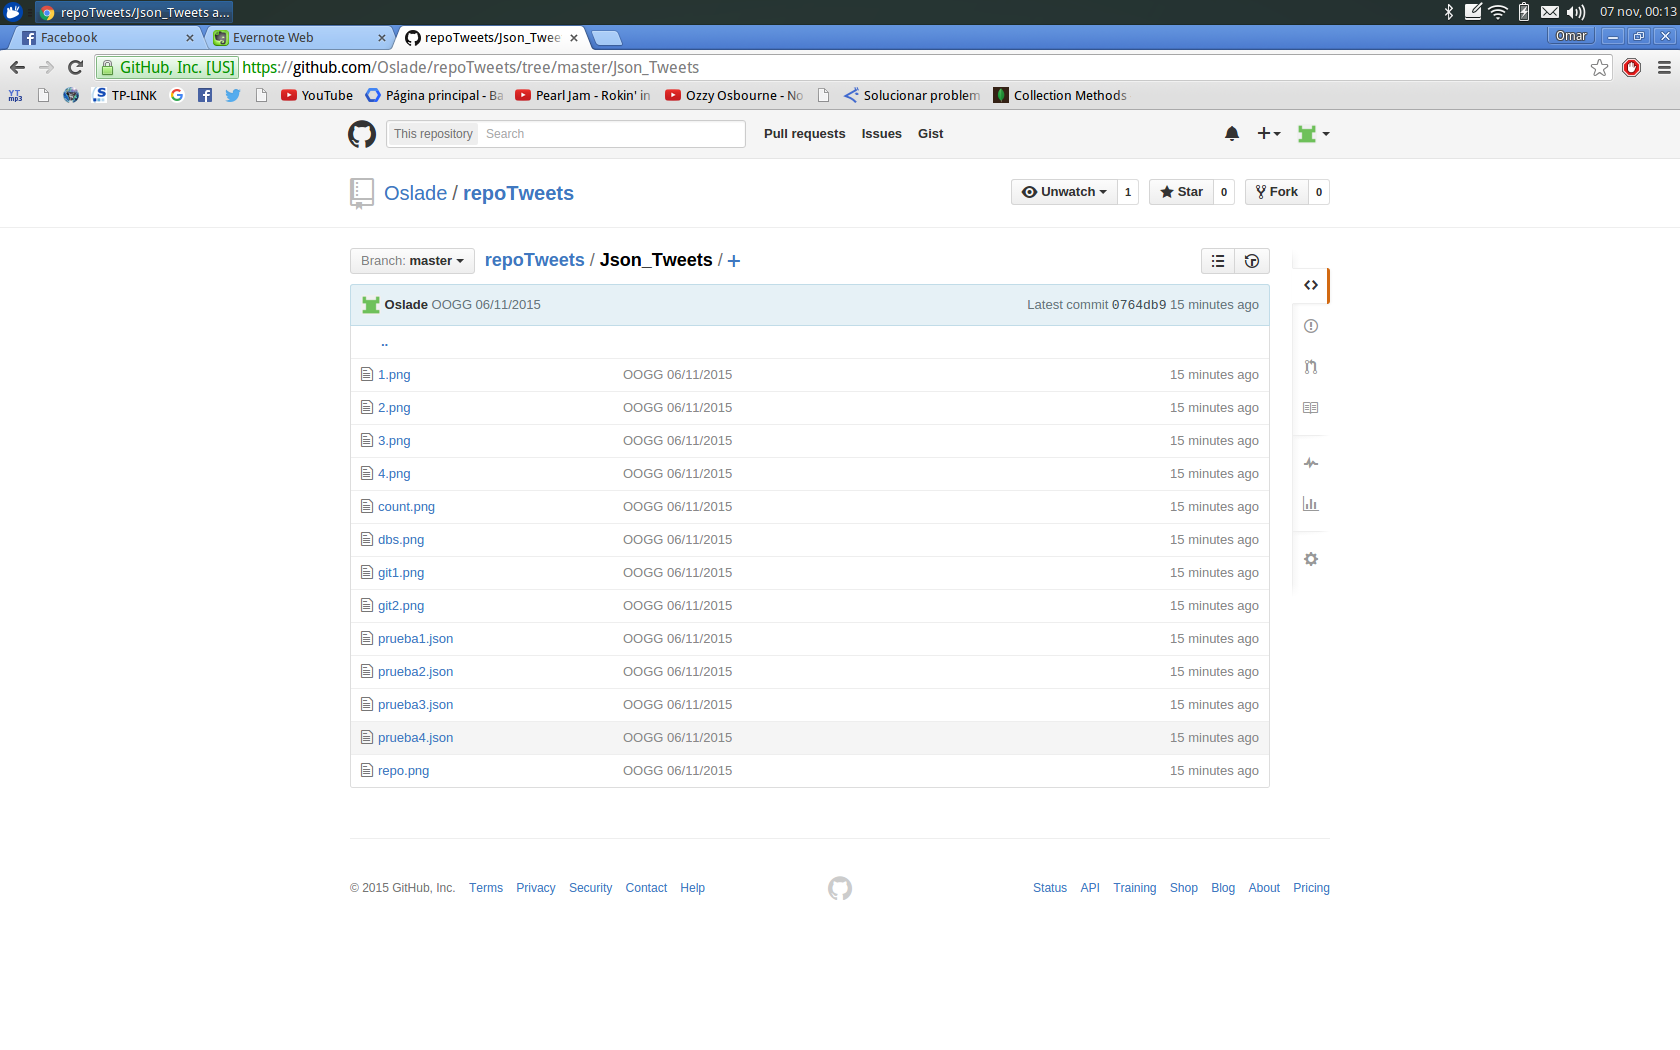 repoTweets/Json_Tweets a...
07 nov, 00:13
Facebook
Evernote Web
repoTweets/Json_Twee
Omar
GitHub, Inc. [US] https://github.com/Oslade/repoTweets/tree/master/Json_Tweets
YT mp3
TP-LINK
YouTube
Página principal - Ba
Pearl Jam - Rokin' in
Ozzy Osbourne - No
Solucionar problem
Collection Methods
This repository Search
Pull requests Issues Gist
Oslade / repoTweets
Unwatch 1 Star 0 Fork 0
Branch: master repoTweets / Json_Tweets / +
Oslade OOGG 06/11/2015 Latest commit 0764db9 15 minutes ago
..
1.png OOGG 06/11/2015 15 minutes ago
2.png OOGG 06/11/2015 15 minutes ago
3.png OOGG 06/11/2015 15 minutes ago
4.png OOGG 06/11/2015 15 minutes ago
count.png OOGG 06/11/2015 15 minutes ago
dbs.png OOGG 06/11/2015 15 minutes ago
git1.png OOGG 06/11/2015 15 minutes ago
git2.png OOGG 06/11/2015 15 minutes ago
prueba1.json OOGG 06/11/2015 15 minutes ago
prueba2.json OOGG 06/11/2015 15 minutes ago
prueba3.json OOGG 06/11/2015 15 minutes ago
prueba4.json OOGG 06/11/2015 15 minutes ago
repo.png OOGG 06/11/2015 15 minutes ago
© 2015 GitHub, Inc. Terms Privacy Security Contact Help
Status API Training Shop Blog About Pricing